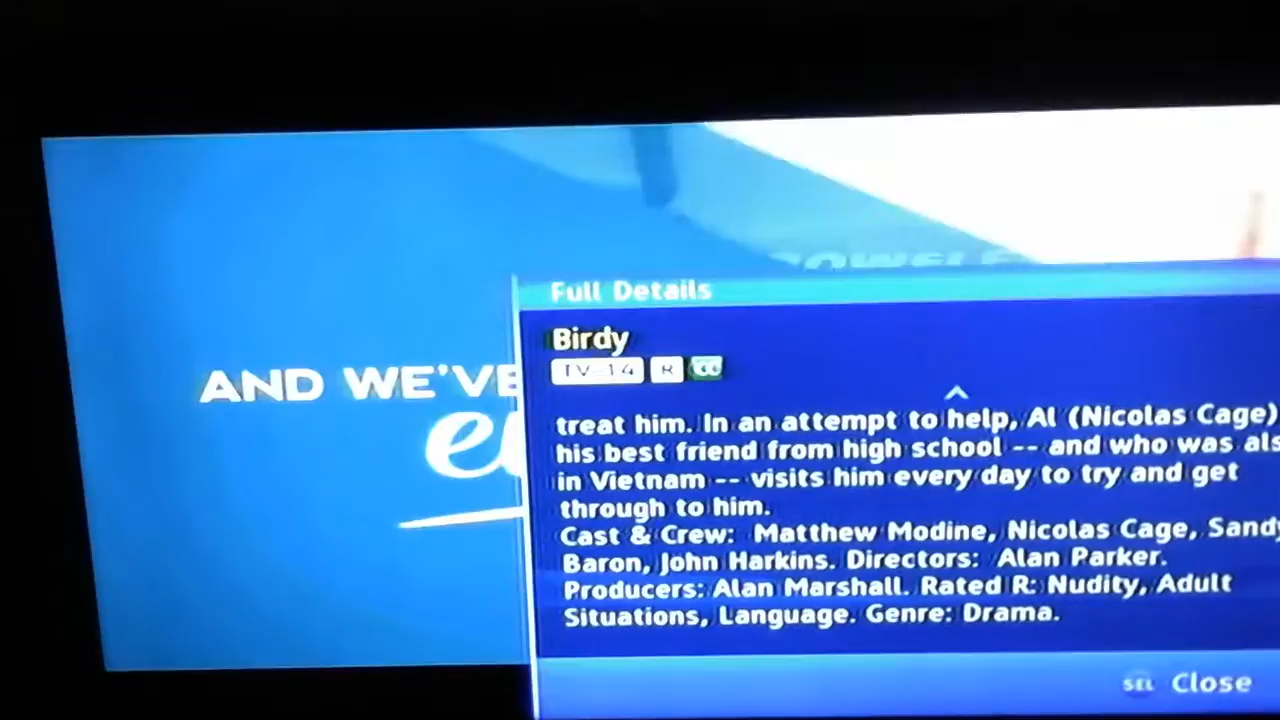 Full Details
Birdy
TV-14 R CC
AND WE'VE
treat him. In an attempt to help, Al (Nicolas Cage)
his best friend from high school -- and who was als
in Vietnam -- visits him every day to try and get
through to him.
Cast & Crew: Matthew Modine, Nicolas Cage, Sandy
Baron, John Harkins. Directors: Alan Parker.
Producers: Alan Marshall. Rated R: Nudity, Adult
Situations, Language. Genre: Drama.
SEL Close